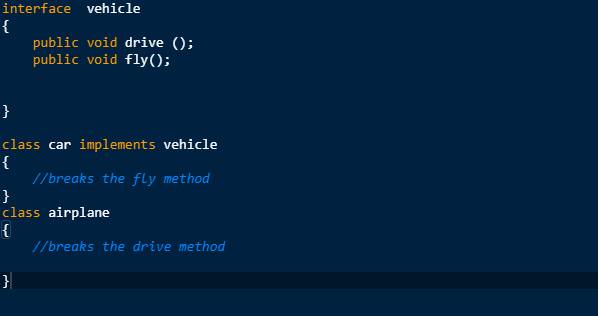 interface  vehicle
{
    public void drive ();
    public void fly();
}
class car implements vehicle
{
    //breaks the fly method
}
class airplane
{
    //breaks the drive method
}